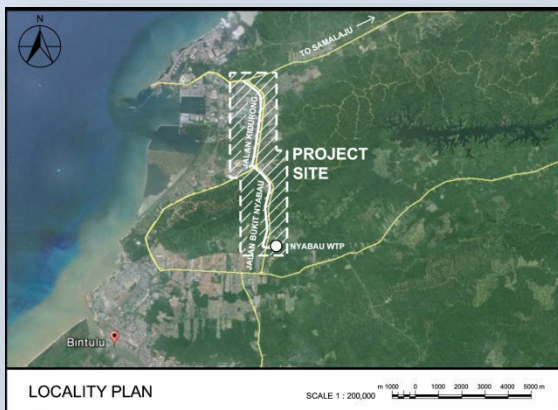 N
TO SAMALAJU
JALAN KIDURONG
PROJECT
SITE
JALAN BUKIT NYABAU
NYABAU WTP
Bintulu
LOCALITY PLAN
SCALE 1 : 200,000
m 1000 0 1000 2000 3000 4000 5000 m